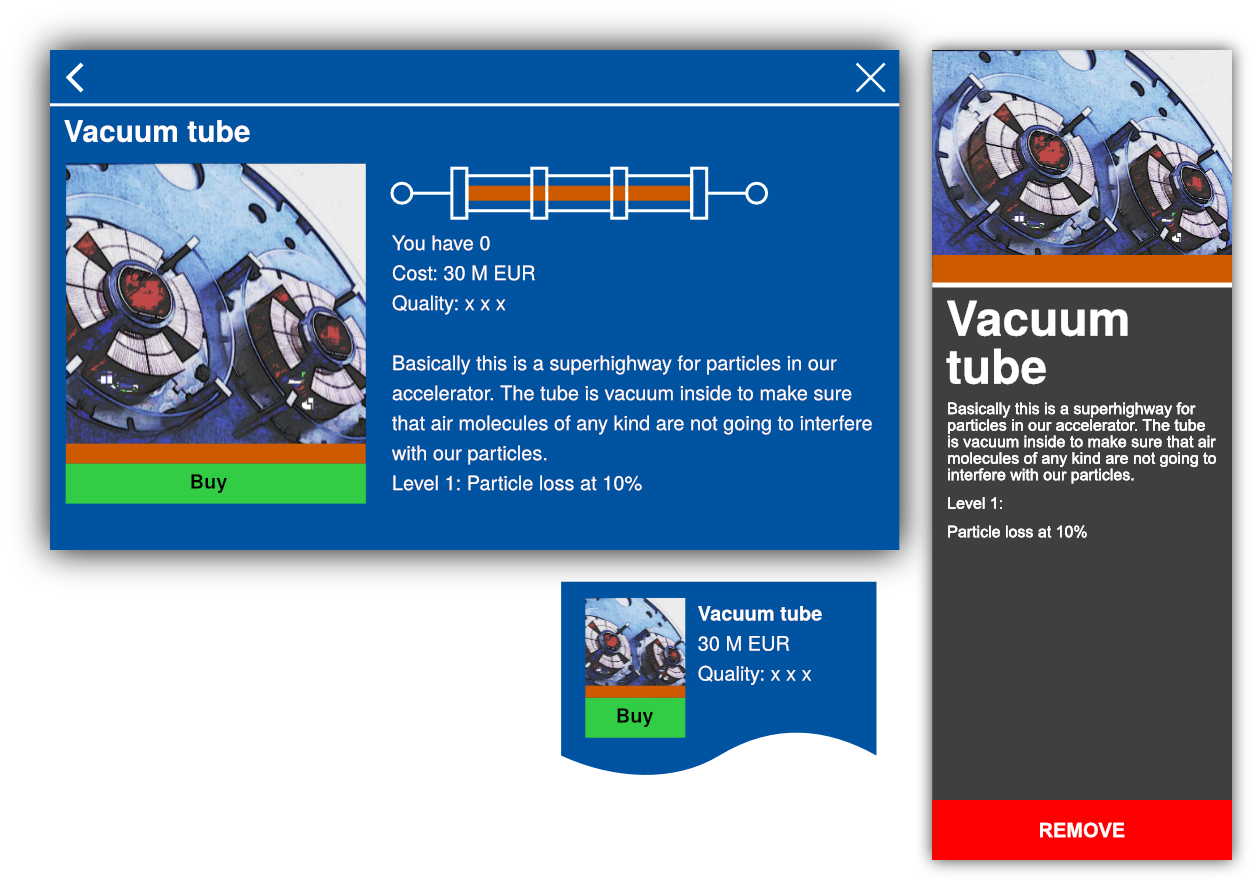 Vacuum tube
You have 0
Cost: 30 M EUR
Quality: x x x
Basically this is a superhighway for particles in our
accelerator. The tube is vacuum inside to make sure
that air molecules of any kind are not going to interfere
with our particles.
Level 1: Particle loss at 10%
Buy
Vacuum tube
30 M EUR
Quality: x x x
Buy
Vacuum
tube
Basically this is a superhighway for
particles in our accelerator. The tube
is vacuum inside to make sure that air
molecules of any kind are not going to
interfere with our particles.
Level 1:
Particle loss at 10%
REMOVE